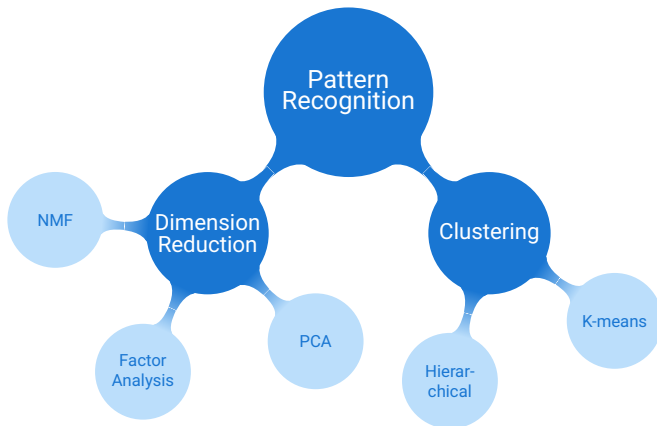 Pattern
Recognition
Dimension
Reduction
Clustering
NMF
Factor
Analysis
PCA
Hierar-
chical
K-means